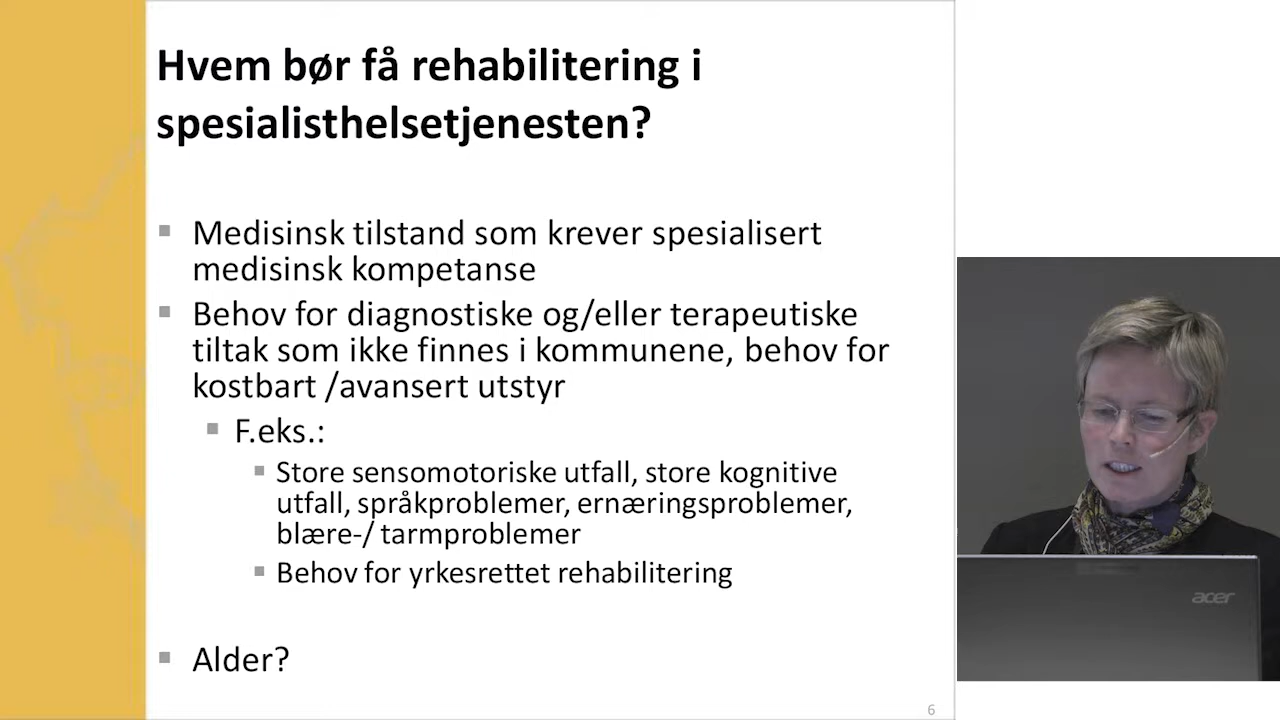 Hvem bør få rehabilitering i
spesialisthelsetjenesten?
▪ Medisinsk tilstand som krever spesialisert
medisinsk kompetanse
▪ Behov for diagnostiske og/eller terapeutiske
tiltak som ikke finnes i kommunene, behov for
kostbart /avansert utstyr
▪ F.eks.:
▪ Store sensomotoriske utfall, store kognitive
utfall, språkproblemer, ernæringsproblemer,
blære-/ tarmproblemer
▪ Behov for yrkesrettet rehabilitering
▪ Alder?
6
acer